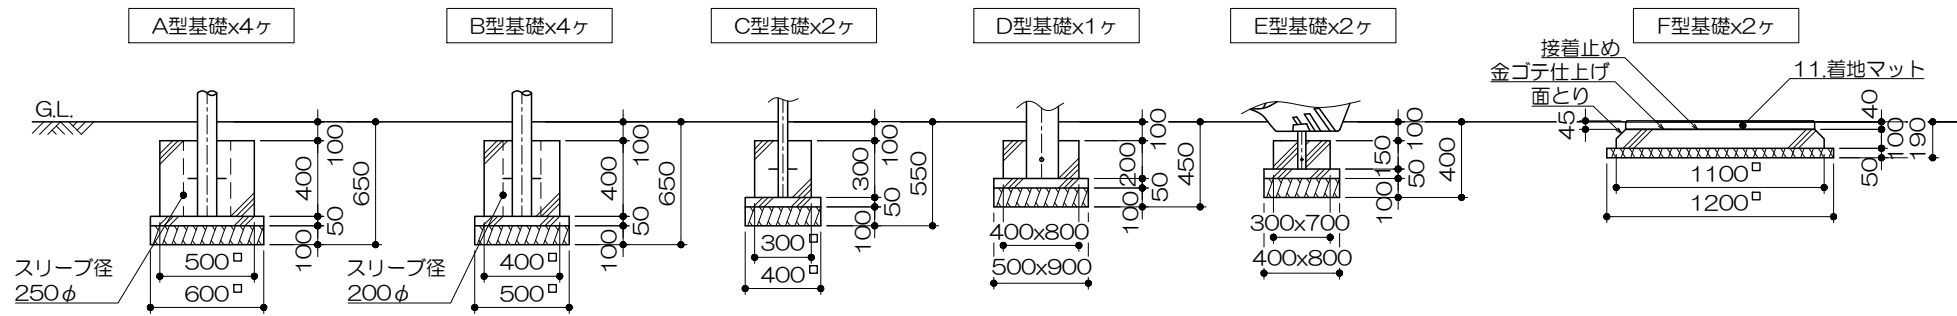 A型基礎x4ヶ
B型基礎x4ヶ
C型基礎x2ヶ
D型基礎x1ヶ
E型基礎x2ヶ
F型基礎x2ヶ
G.L.
100
400
50
100
650
500□
600□
スリーブ径
250φ
100
400
50
100
650
400□
500□
スリーブ径
200φ
100
300
50
100
550
300□
400□
100
200
50
100
450
400x800
500x900
100
150
50
100
400
300x700
400x800
接着止め
金ゴテ仕上げ
面とり
11.着地マット
45
40
100
50
190
1100□
1200□